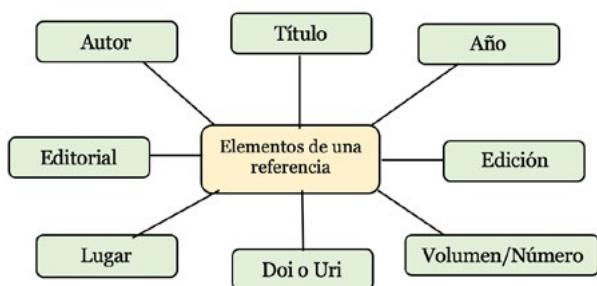 Autor
Título
Año
Editorial
Elementos de una
referencia
Edición
Lugar
Doi o Uri
Volumen/Número